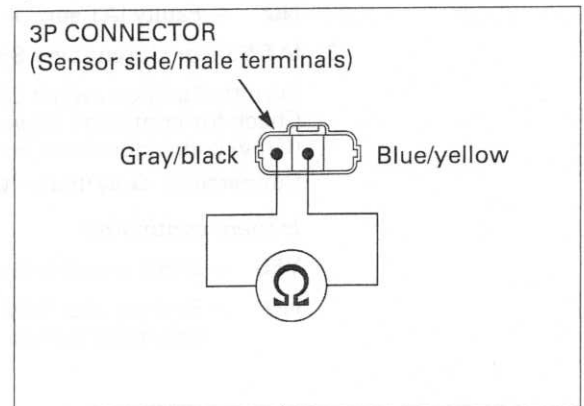 3P CONNECTOR
(Sensor side/male terminals)
Gray/black
Blue/yellow
Ω